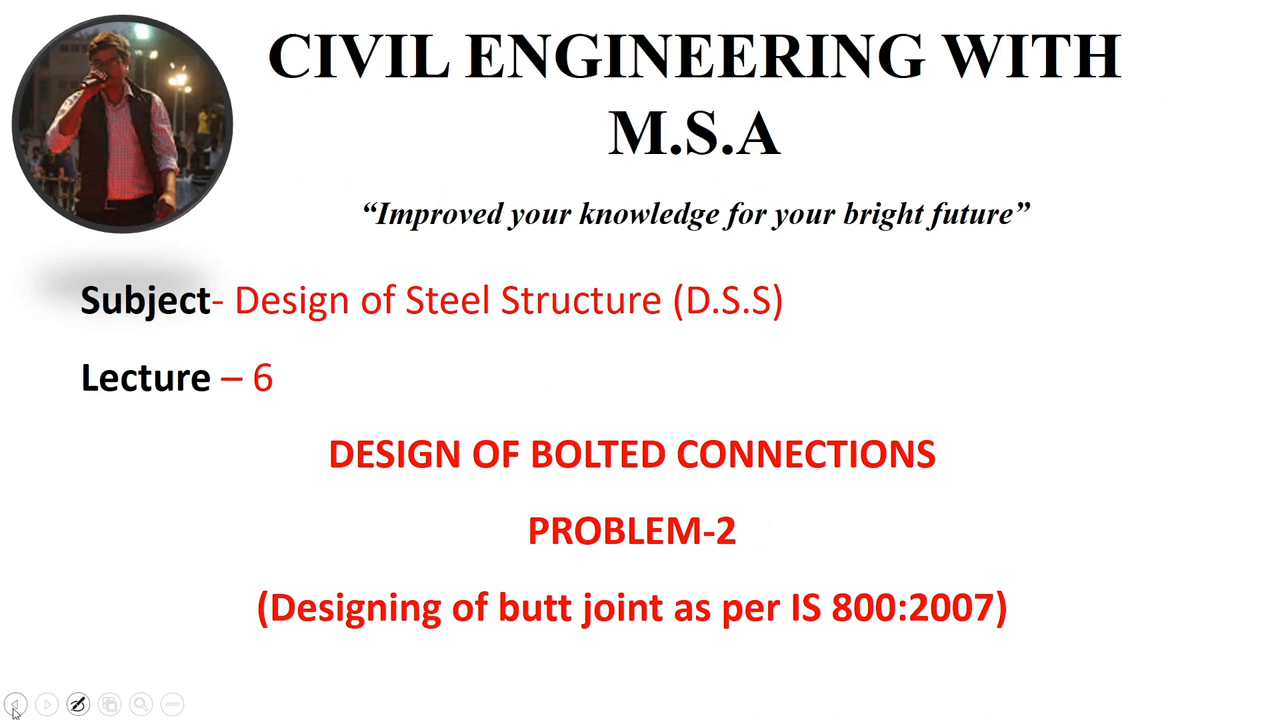 CIVIL ENGINEERING WITH
M.S.A
“Improved your knowledge for your bright future”
Subject- Design of Steel Structure (D.S.S)
Lecture – 6
DESIGN OF BOLTED CONNECTIONS
PROBLEM-2
(Designing of butt joint as per IS 800:2007)